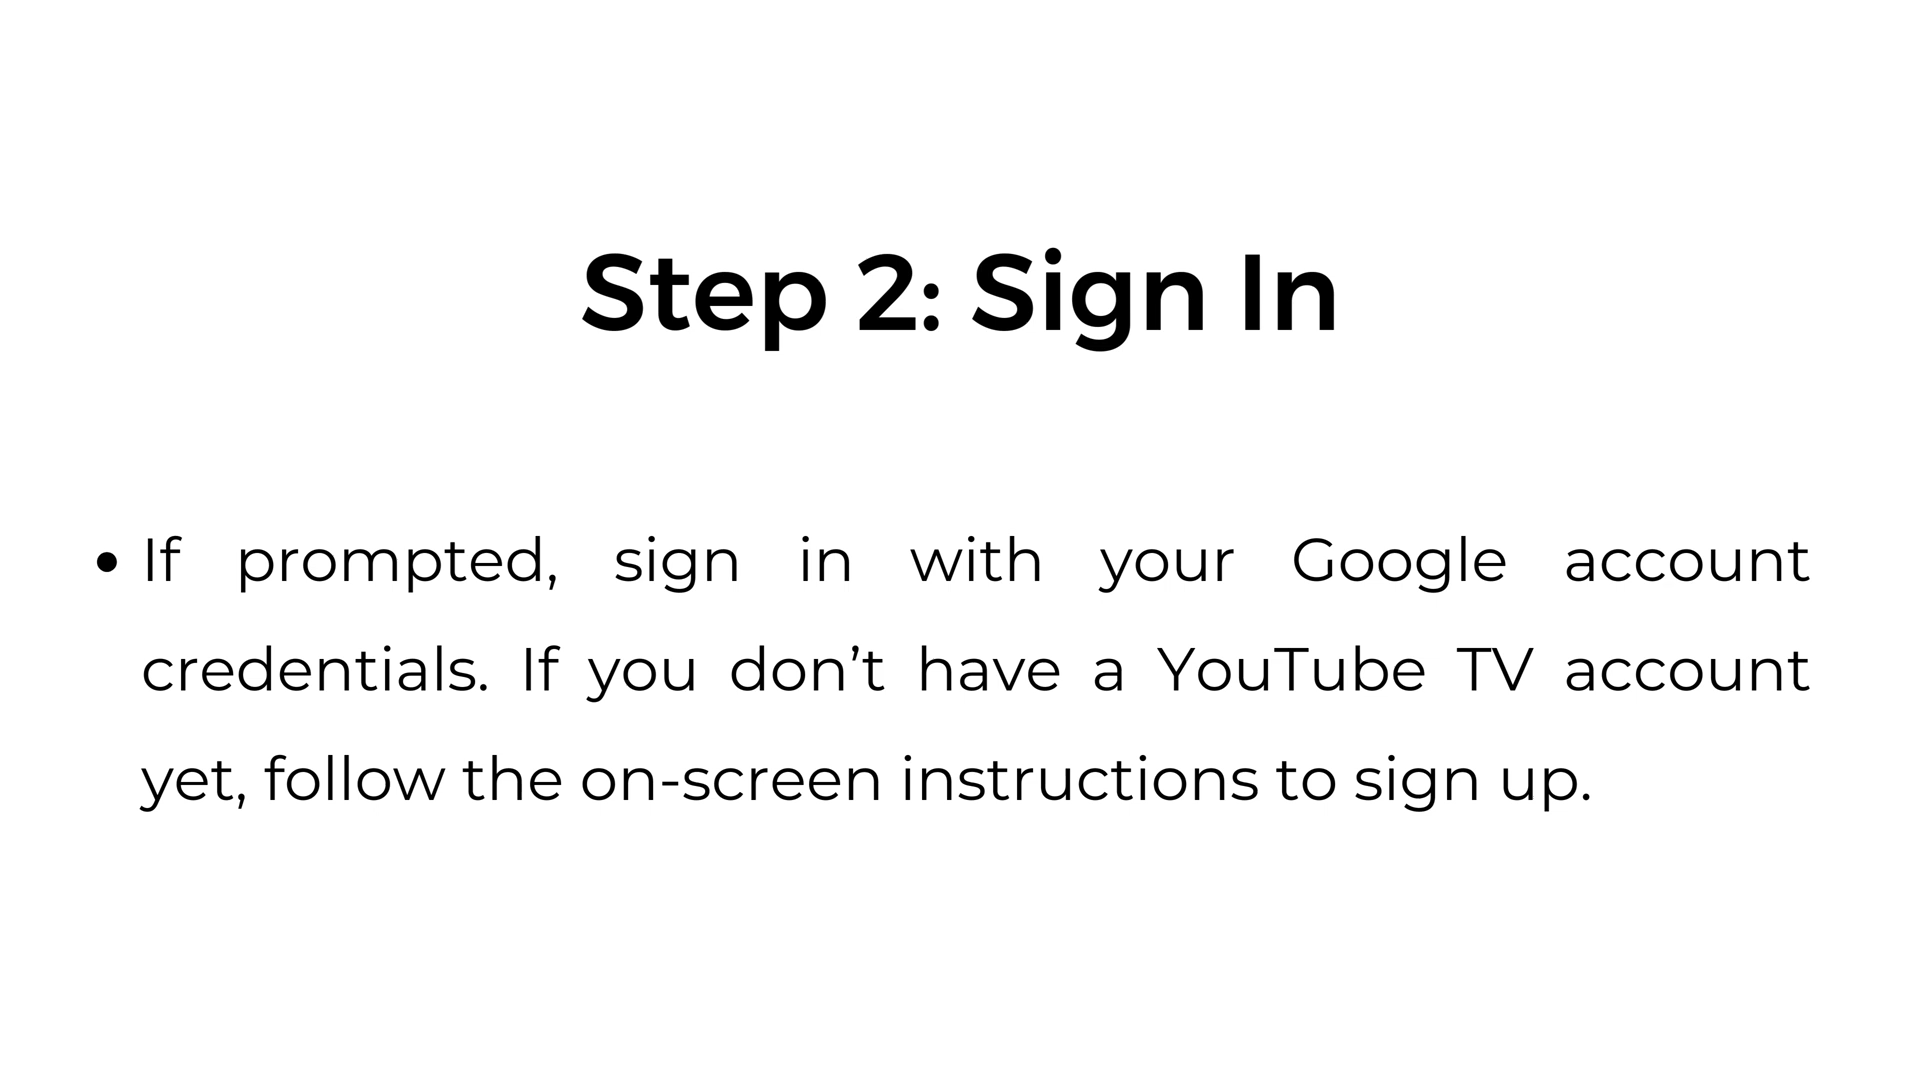 Step 2: Sign In
• If prompted, sign in with your Google account
credentials. If you don’t have a YouTube TV account
yet, follow the on-screen instructions to sign up.